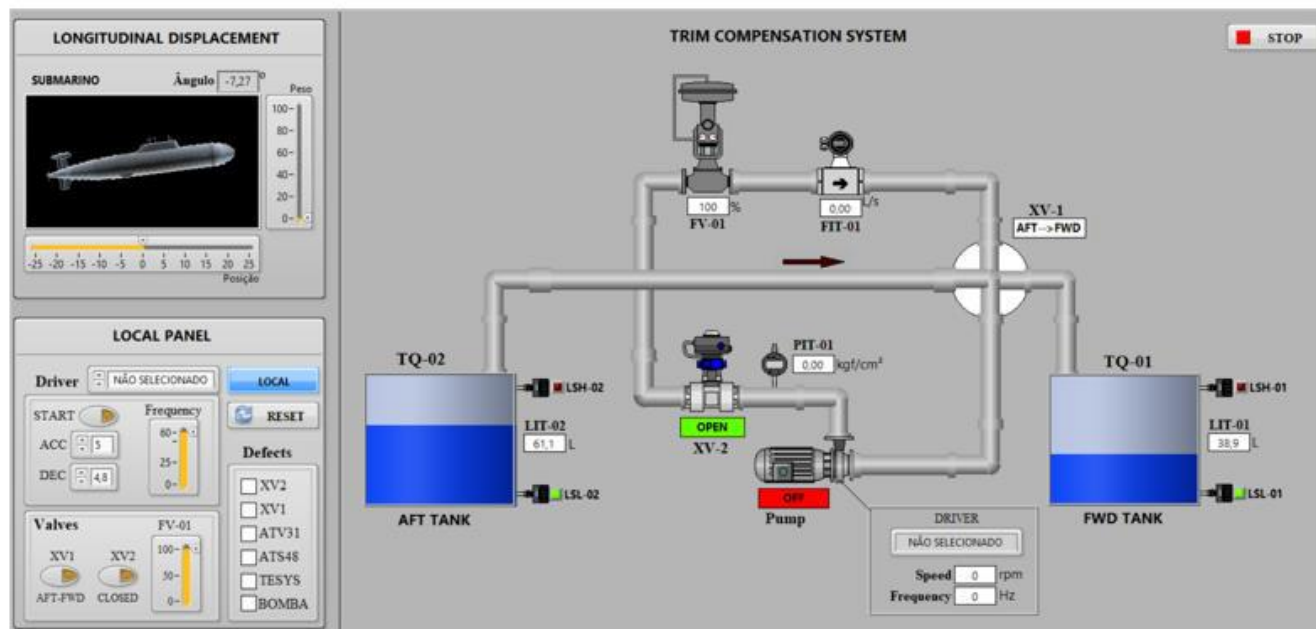 LONGITUDINAL DISPLACEMENT
SUBMARINO
Ângulo -7,27 °
Peso
100
80
60
40
20
0
-25 -20 -15 -10 -5 0 5 10 15 20 25
Posição
LOCAL PANEL
Driver NÃO SELECIONADO
LOCAL
START
Frequency
RESET
ACC 5
DEC 4,8
60
25
0
Defects
XV2
XV1
ATV31
ATS48
TESYS
BOMBA
Valves
FV-01
XV1 XV2
AFT-FWD CLOSED
100
50
0
TRIM COMPENSATION SYSTEM
STOP
100 %
FV-01
0,00 L/s
FIT-01
XV-1
AFT-->FWD
TQ-02
LSH-02
LIT-02
61,1 L
LSL-02
AFT TANK
OPEN
XV-2
PIT-01
0,00 kgf/cm²
OFF
Pump
TQ-01
LSH-01
LIT-01
38,9 L
LSL-01
FWD TANK
DRIVER
NÃO SELECIONADO
Speed 0 rpm
Frequency 0 Hz